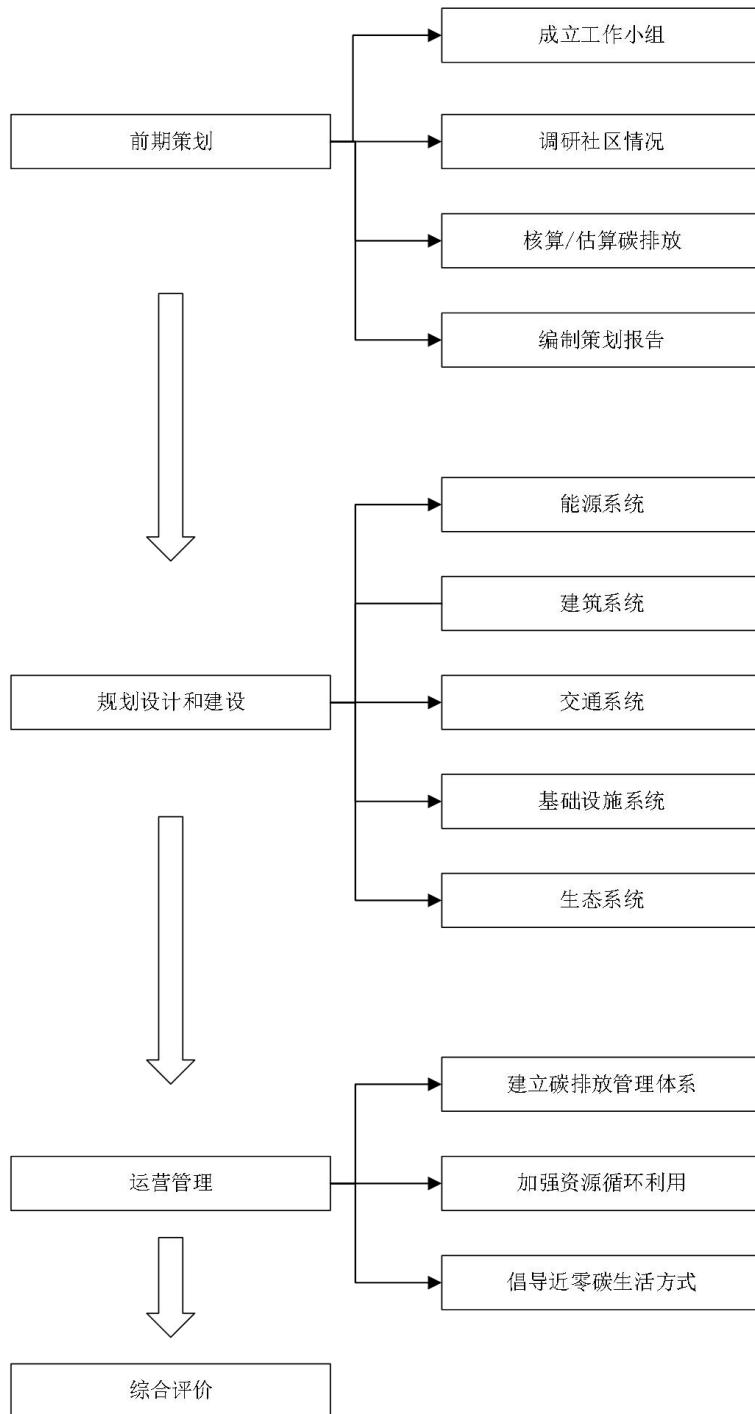 成立工作小组
前期策划
调研社区情况
核算/估算碳排放
编制策划报告
能源系统
建筑系统
规划设计和建设
交通系统
基础设施系统
生态系统
建立碳排放管理体系
运营管理
加强资源循环利用
倡导近零碳生活方式
综合评价